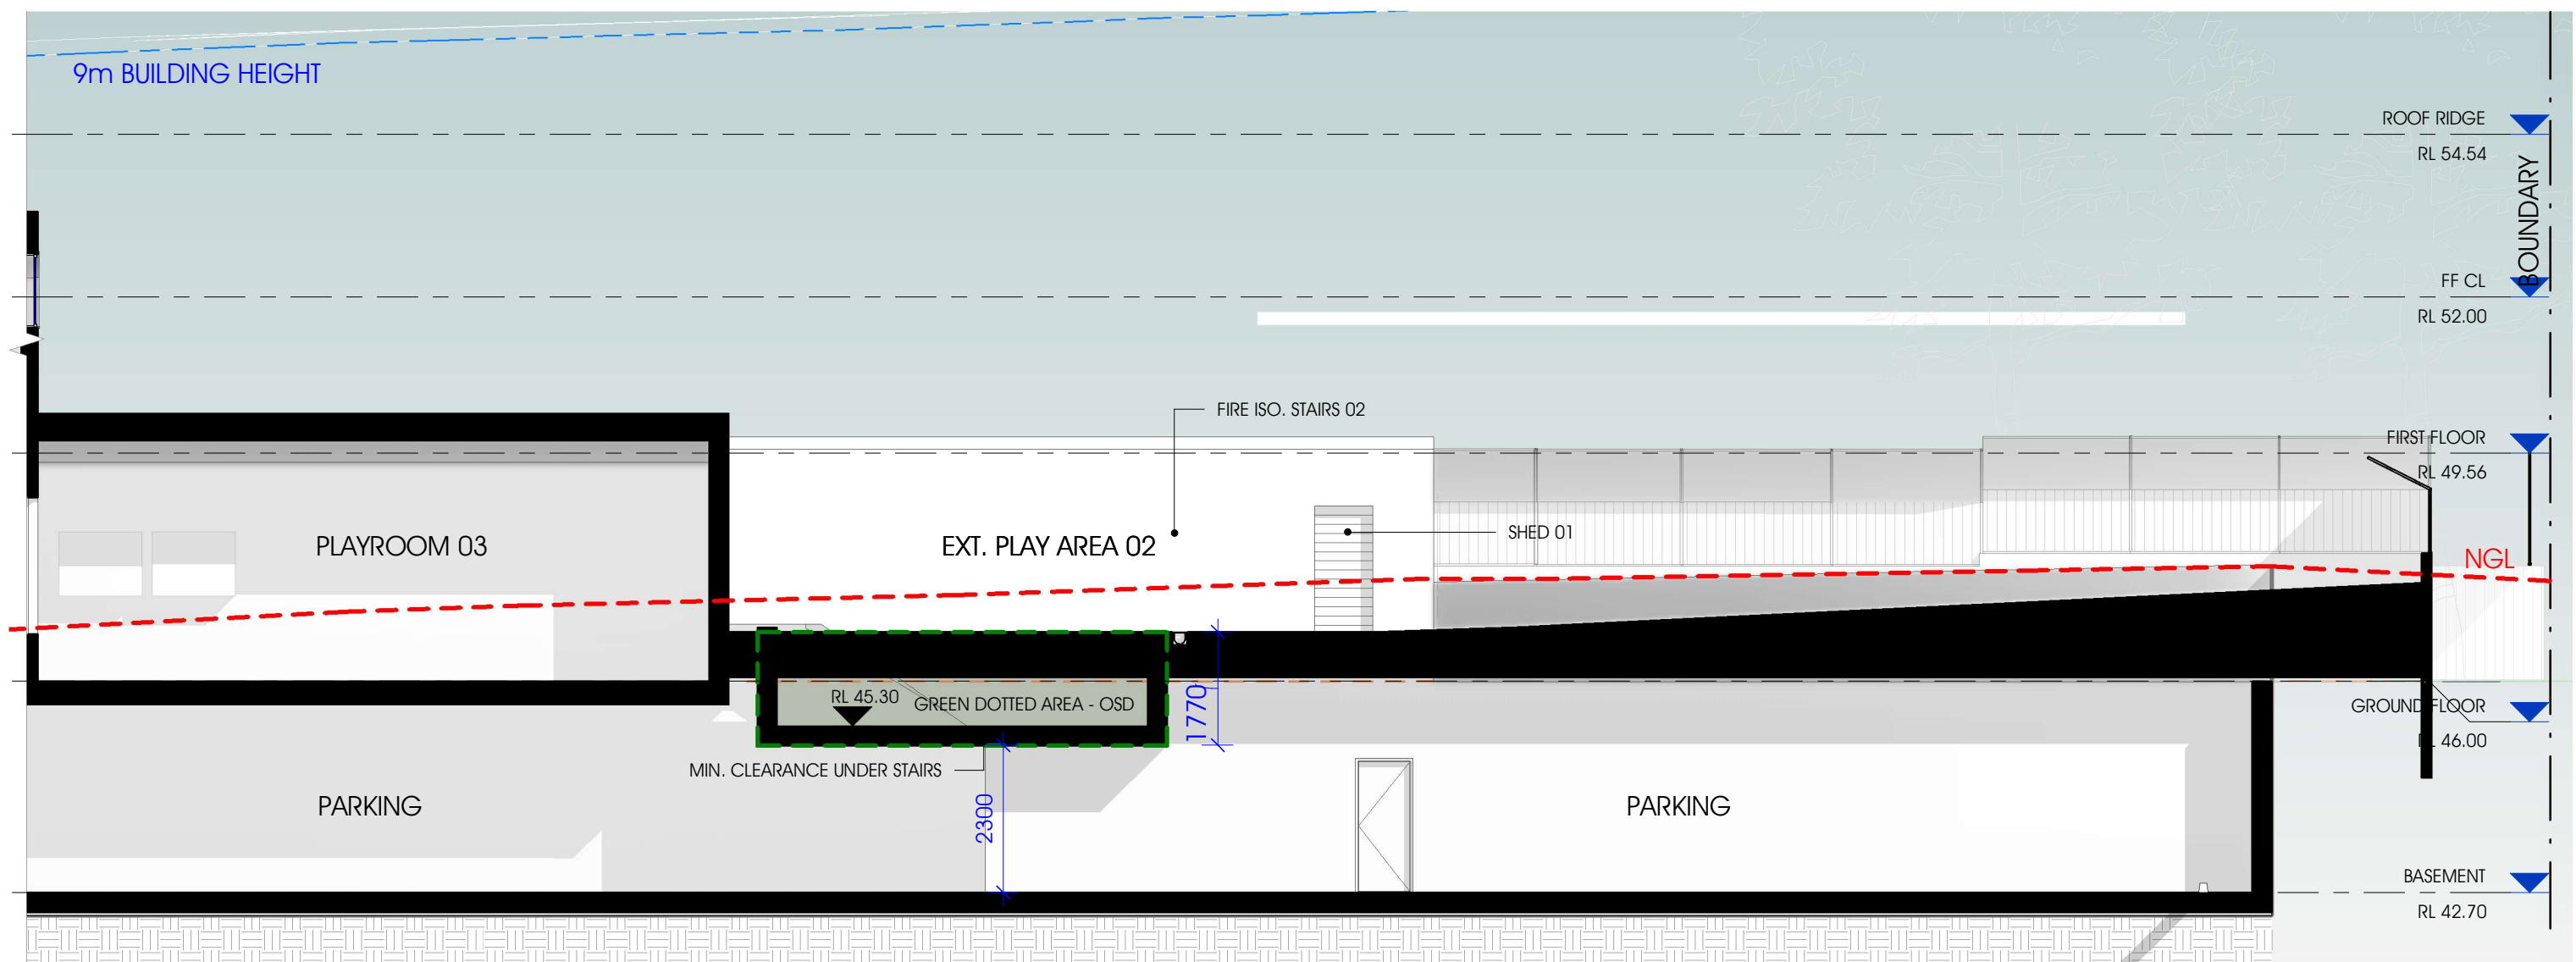 9m BUILDING HEIGHT
ROOF RIDGE
RL 54.54
BOUNDARY
FF CL
RL 52.00
FIRE ISO. STAIRS 02
FIRST FLOOR
RL 49.56
PLAYROOM 03
EXT. PLAY AREA 02
SHED 01
NGL
RL 45.30
GREEN DOTTED AREA - OSD
1770
GROUND FLOOR
RL 46.00
MIN. CLEARANCE UNDER STAIRS
PARKING
2300
PARKING
BASEMENT
RL 42.70